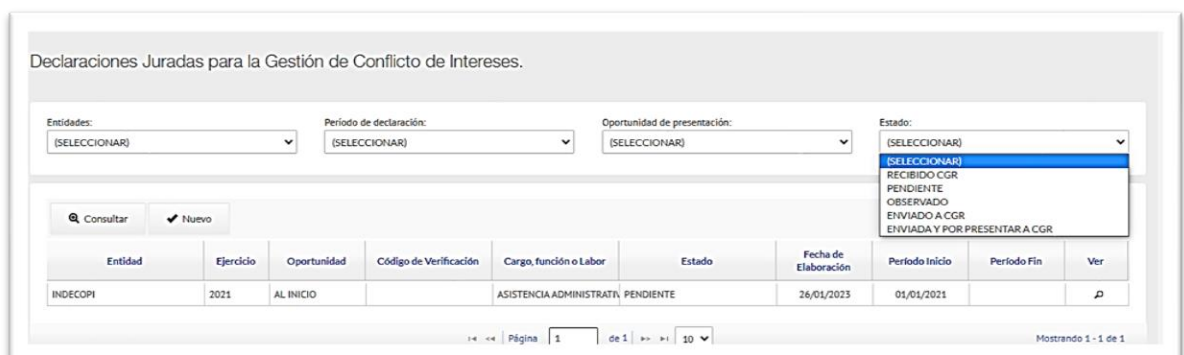 Declaraciones Juradas para la Gestión de Conflicto de Intereses.
Entidades: Período de declaración: Oportunidad de presentación: Estado:
(SELECCIONAR) (SELECCIONAR) (SELECCIONAR) (SELECCIONAR)
(SELECCIONAR)
RECIBIDO CGR
PENDIENTE
OBSERVADO
ENVIADO A CGR
ENVIADA Y POR PRESENTAR A CGR
Consultar Nuevo
Entidad Ejercicio Oportunidad Código de Verificación Cargo, función o Labor Estado Fecha de Elaboración Período Inicio Período Fin Ver
INDECOPI 2021 AL INICIO ASISTENCIA ADMINISTRATIV PENDIENTE 26/01/2023 01/01/2021
Página 1 de 1 10 Mostrando 1 - 1 de 1